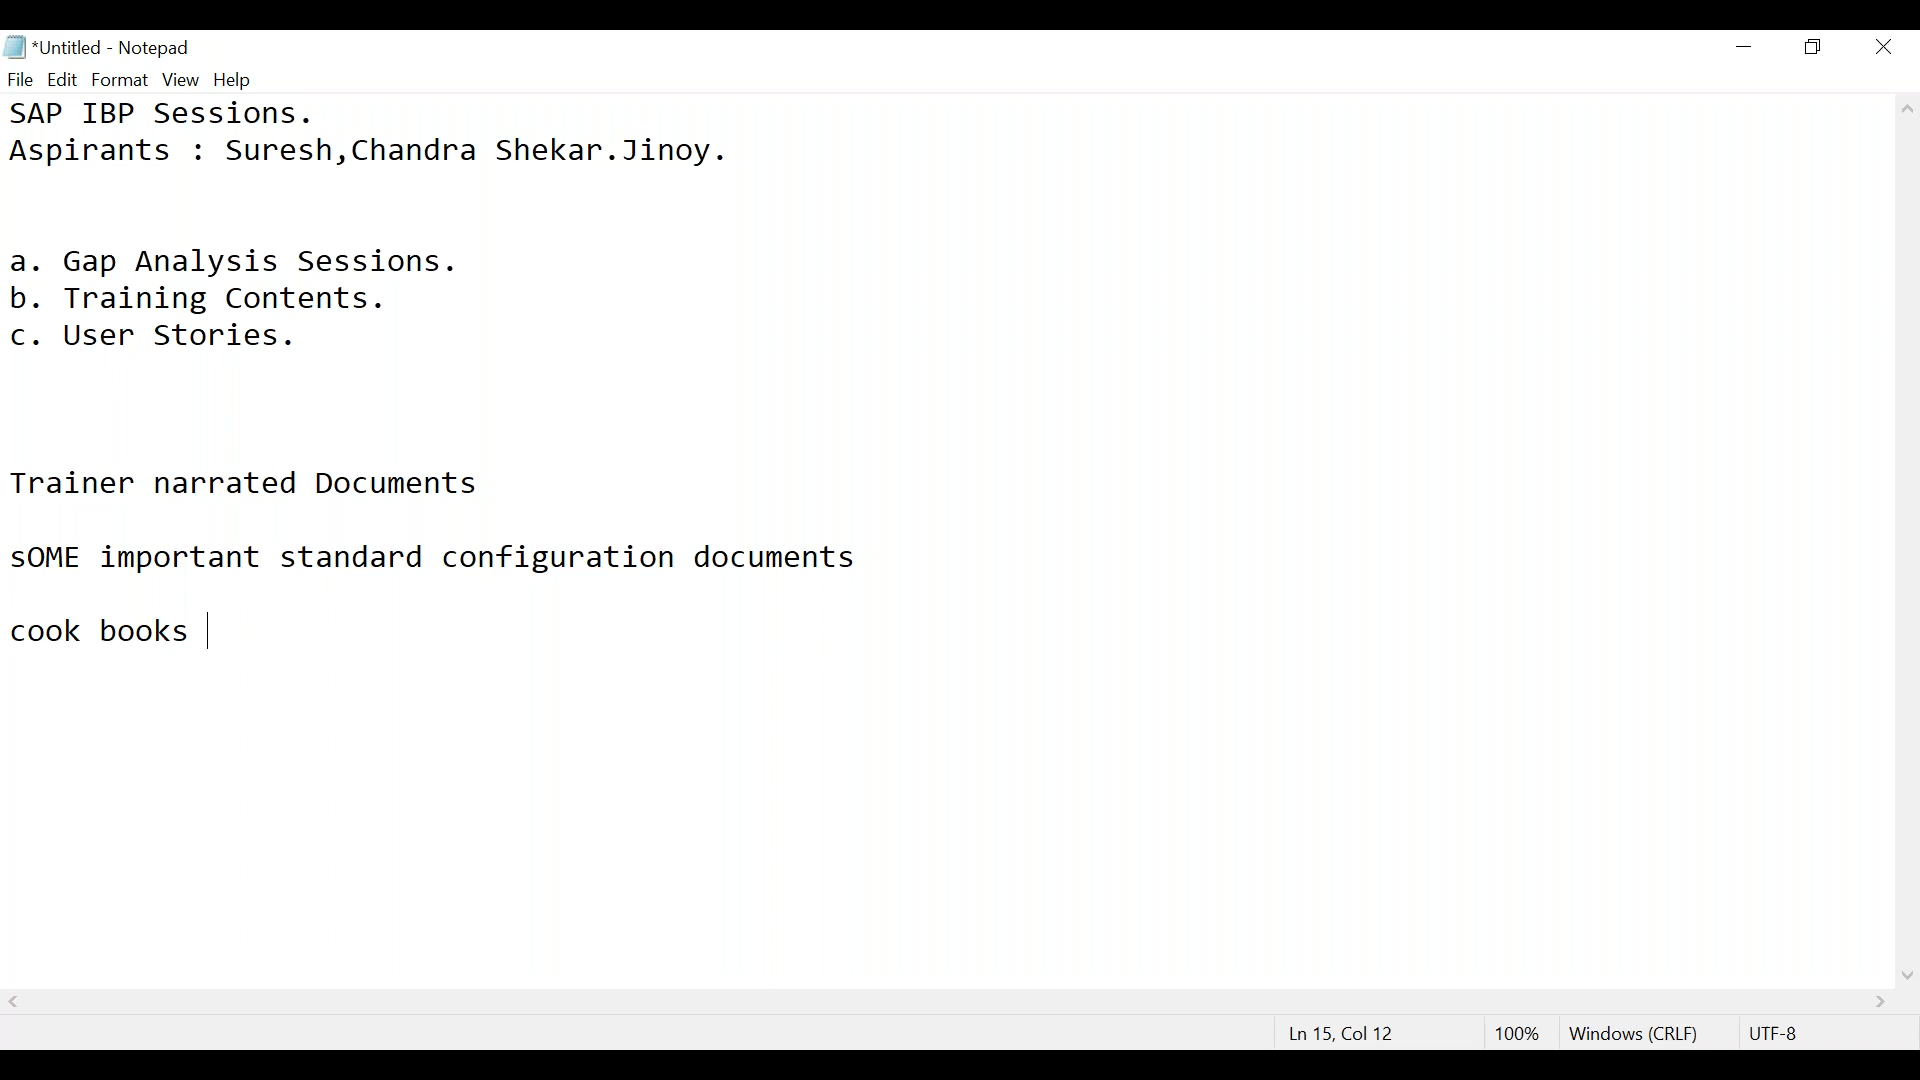 *Untitled - Notepad
File Edit Format View Help
SAP IBP Sessions.
Aspirants : Suresh,Chandra Shekar.Jinoy.
a. Gap Analysis Sessions.
b. Training Contents.
c. User Stories.
Trainer narrated Documents
sOME important standard configuration documents
cook books
Ln 15, Col 12 100% Windows (CRLF) UTF-8